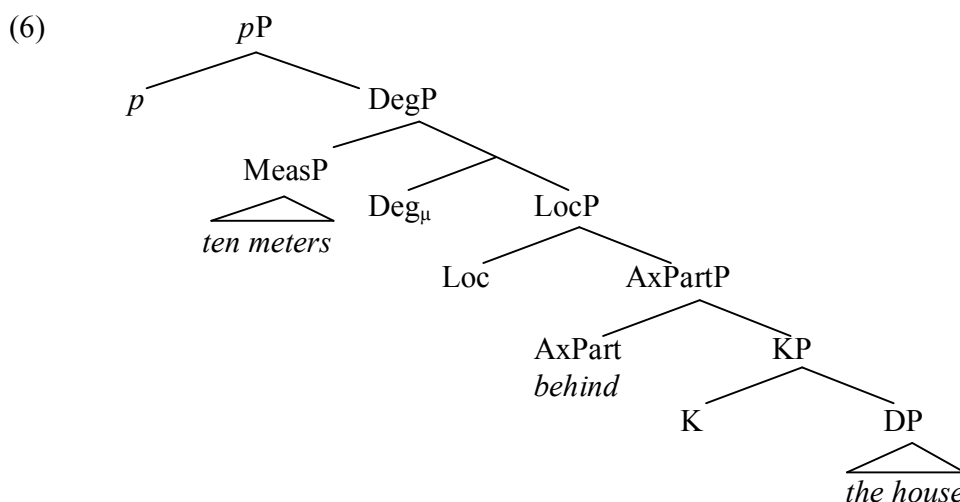 (6) pP
p DegP
MeasP
Degμ LocP
ten meters
Loc AxPartP
AxPart KP
behind
K DP
the house